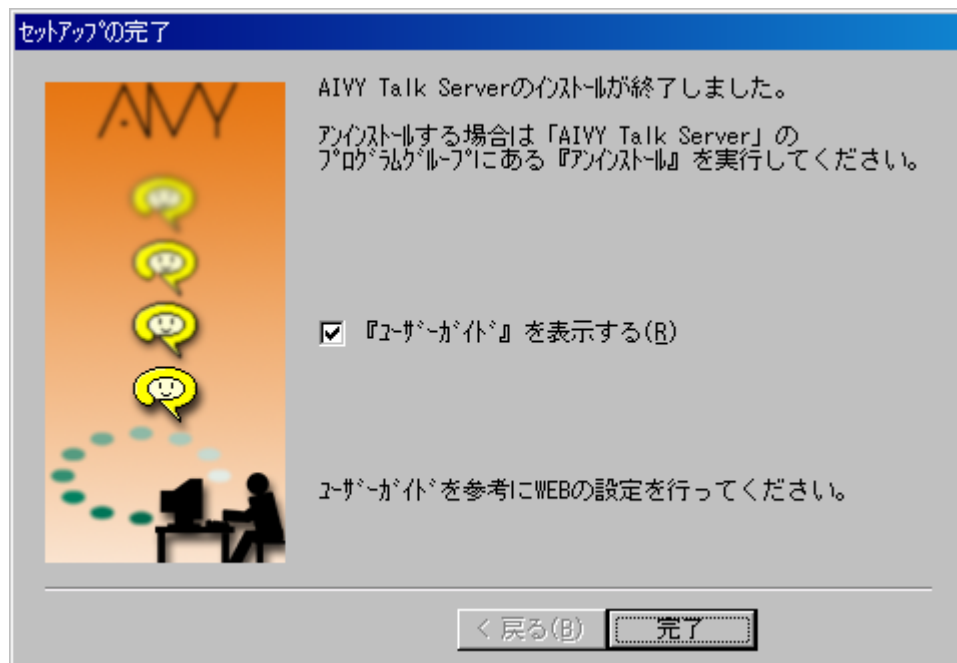 ｾｯﾄｱｯﾌﾟの完了
AIVY
AIVY Talk Serverのｲﾝｽﾄｰﾙが終了しました。
ｱﾝｲﾝｽﾄｰﾙする場合は「AIVY Talk Server」の
ﾌﾟﾛｸﾞﾗﾑｸﾞﾙｰﾌﾟにある『ｱﾝｲﾝｽﾄｰﾙ』を実行してください。
『ﾕｰｻﾞｰｶﾞｲﾄﾞ』を表示する(R)
ﾕｰｻﾞｰｶﾞｲﾄﾞを参考にWEBの設定を行ってください。
< 戻る(B)
完了